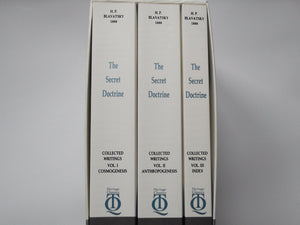 H. P.
BLAVATSKY
1888
The
Secret
Doctrine
COLLECTED
WRITINGS
VOL. I
COSMOGENESIS
H. P.
BLAVATSKY
1888
The
Secret
Doctrine
COLLECTED
WRITINGS
VOL. II
ANTHROPOGENESIS
H. P.
BLAVATSKY
1888
The
Secret
Doctrine
COLLECTED
WRITINGS
VOL. III
INDEX